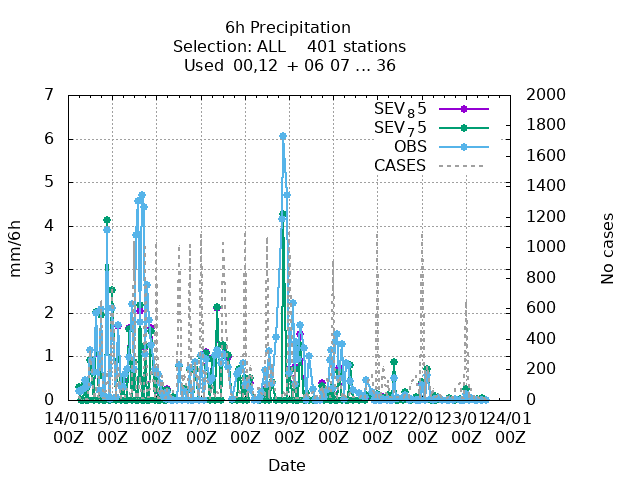 6h Precipitation
Selection: ALL 401 stations
Used 00,12 + 06 07 ... 36
7
6
5
4
3
2
1
0
mm/6h
2000
1800
1600
1400
1200
1000
800
600
400
200
0
No cases
SEV₈5
SEV₇5
OBS
CASES
14/01 15/01 16/01 17/01 18/01 19/01 20/01 21/01 22/01 23/01 24/01
00Z 00Z 00Z 00Z 00Z 00Z 00Z 00Z 00Z 00Z 00Z
Date